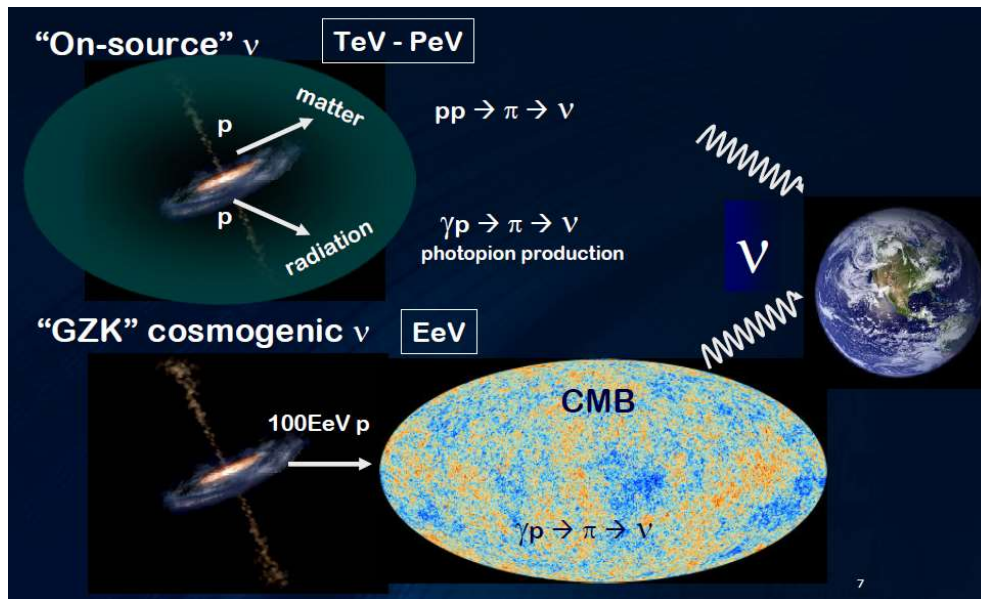 “On-source” ν
TeV - PeV
matter
p
pp → π → ν
p
radiation
γp → π → ν
photopion production
ν
“GZK” cosmogenic ν
EeV
CMB
100EeV p
γp → π → ν
7